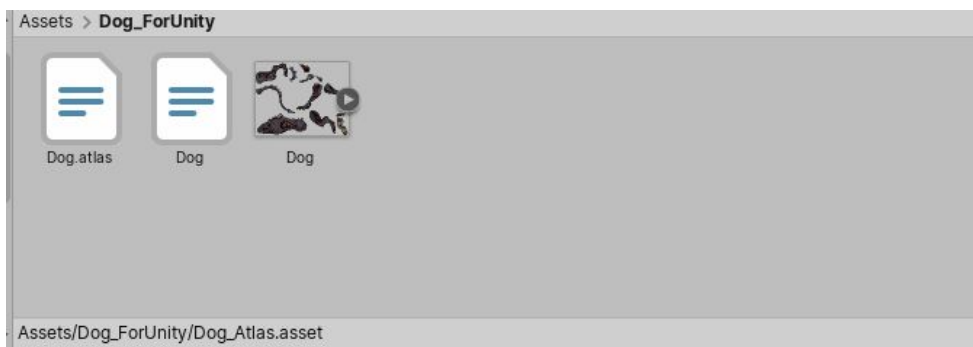 Assets > Dog_ForUnity
Dog.atlas Dog Dog
Assets/Dog_ForUnity/Dog_Atlas.asset